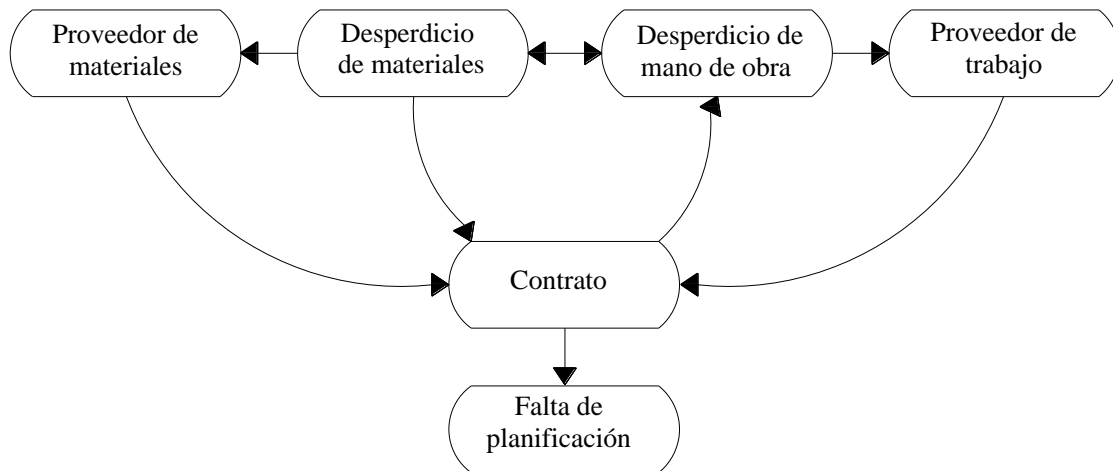 Proveedor de
materiales
Desperdicio
de materiales
Desperdicio de
mano de obra
Proveedor de
trabajo
Contrato
Falta de
planificación